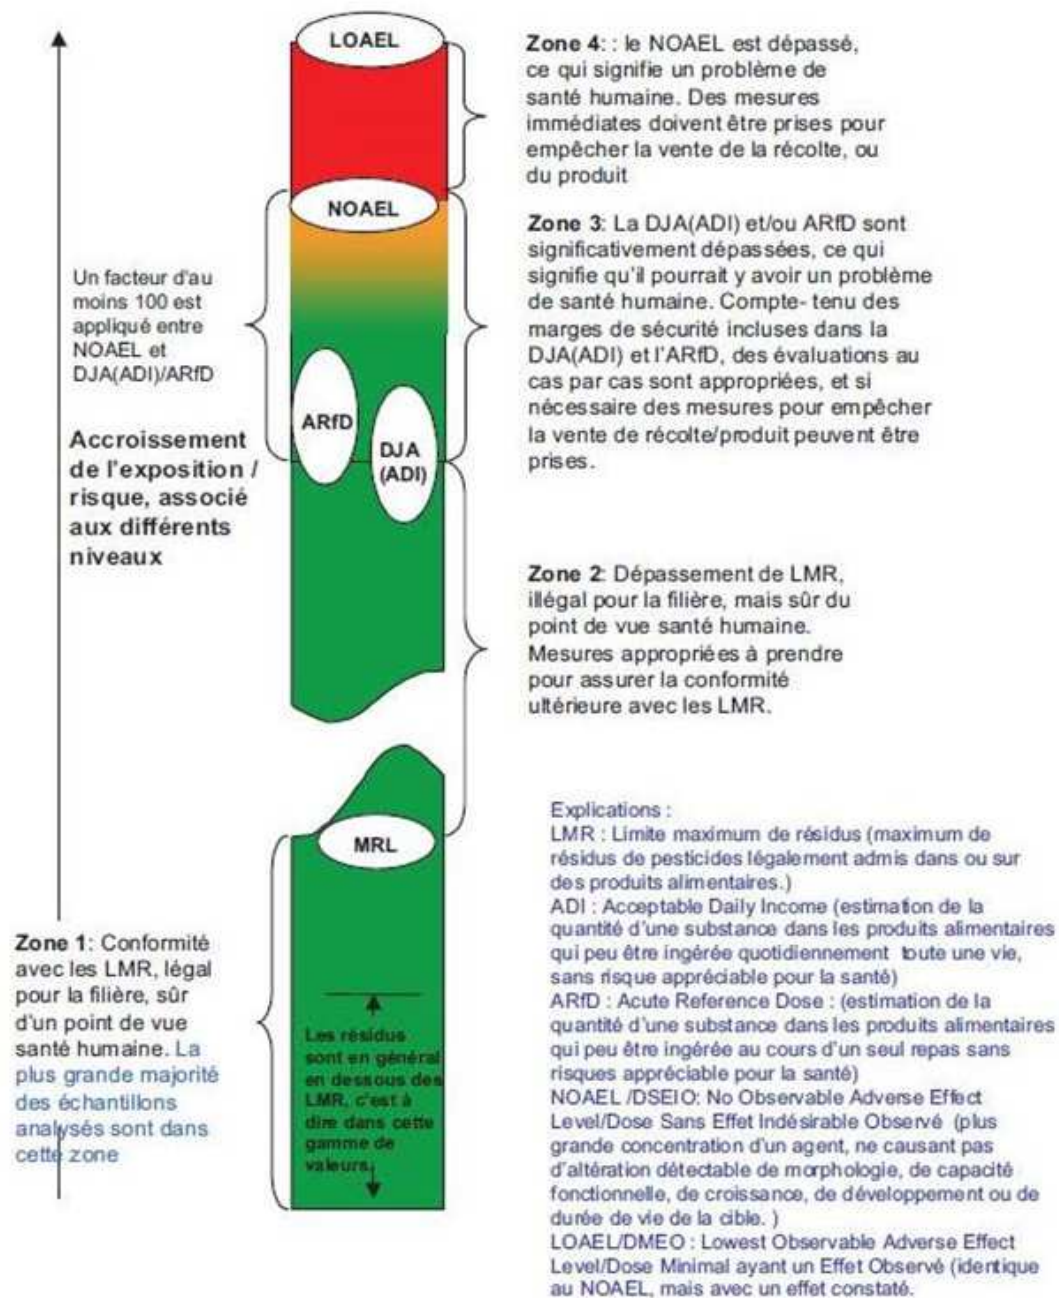 LOAEL
Zone 4: : le NOAEL est dépassé,
ce qui signifie un problème de
santé humaine. Des mesures
immédiates doivent être prises pour
empêcher la vente de la récolte, ou
du produit
NOAEL
Zone 3: La DJA(ADI) et/ou ARfD sont
significativement dépassées, ce qui
signifie qu'il pourrait y avoir un problème
de santé humaine. Compte- tenu des
marges de sécurité incluses dans la
DJA(ADI) et l'ARfD, des évaluations au
cas par cas sont appropriées, et si
nécessaire des mesures pour empêcher
la vente de récolte/produit peuvent être
prises.
Un facteur d'au
moins 100 est
appliqué entre
NOAEL et
DJA(ADI)/ARfD
ARfD
DJA
(ADI)
Accroissement
de l'exposition /
risque, associé
aux différents
niveaux
Zone 2: Dépassement de LMR,
illégal pour la filière, mais sûr du
point de vue santé humaine.
Mesures appropriées à prendre
pour assurer la conformité
ultérieure avec les LMR.
MRL
Zone 1: Conformité
avec les LMR, légal
pour la filière, sûr
d'un point de vue
santé humaine. La
plus grande majorité
des échantillons
analysés sont dans
cette zone
Les résidus
sont en général
en dessous des
LMR, c'est à
dire dans cette
gamme de
valeurs
Explications :
LMR : Limite maximum de résidus (maximum de
résidus de pesticides légalement admis dans ou sur
des produits alimentaires.)
ADI : Acceptable Daily Income (estimation de la
quantité d'une substance dans les produits alimentaires
qui peu être ingérée quotidiennement toute une vie,
sans risque appréciable pour la santé)
ARfD : Acute Reference Dose : (estimation de la
quantité d'une substance dans les produits alimentaires
qui peu être ingérée au cours d'un seul repas sans
risques appréciable pour la santé)
NOAEL /DSEIO: No Observable Adverse Effect
Level/Dose Sans Effet Indésirable Observé (plus
grande concentration d'un agent, ne causant pas
d'altération détectable de morphologie, de capacité
fonctionnelle, de croissance, de développement ou de
durée de vie de la cible. )
LOAEL/DMEO : Lowest Observable Adverse Effect
Level/Dose Minimal ayant un Effet Observé (identique
au NOAEL, mais avec un effet constaté.